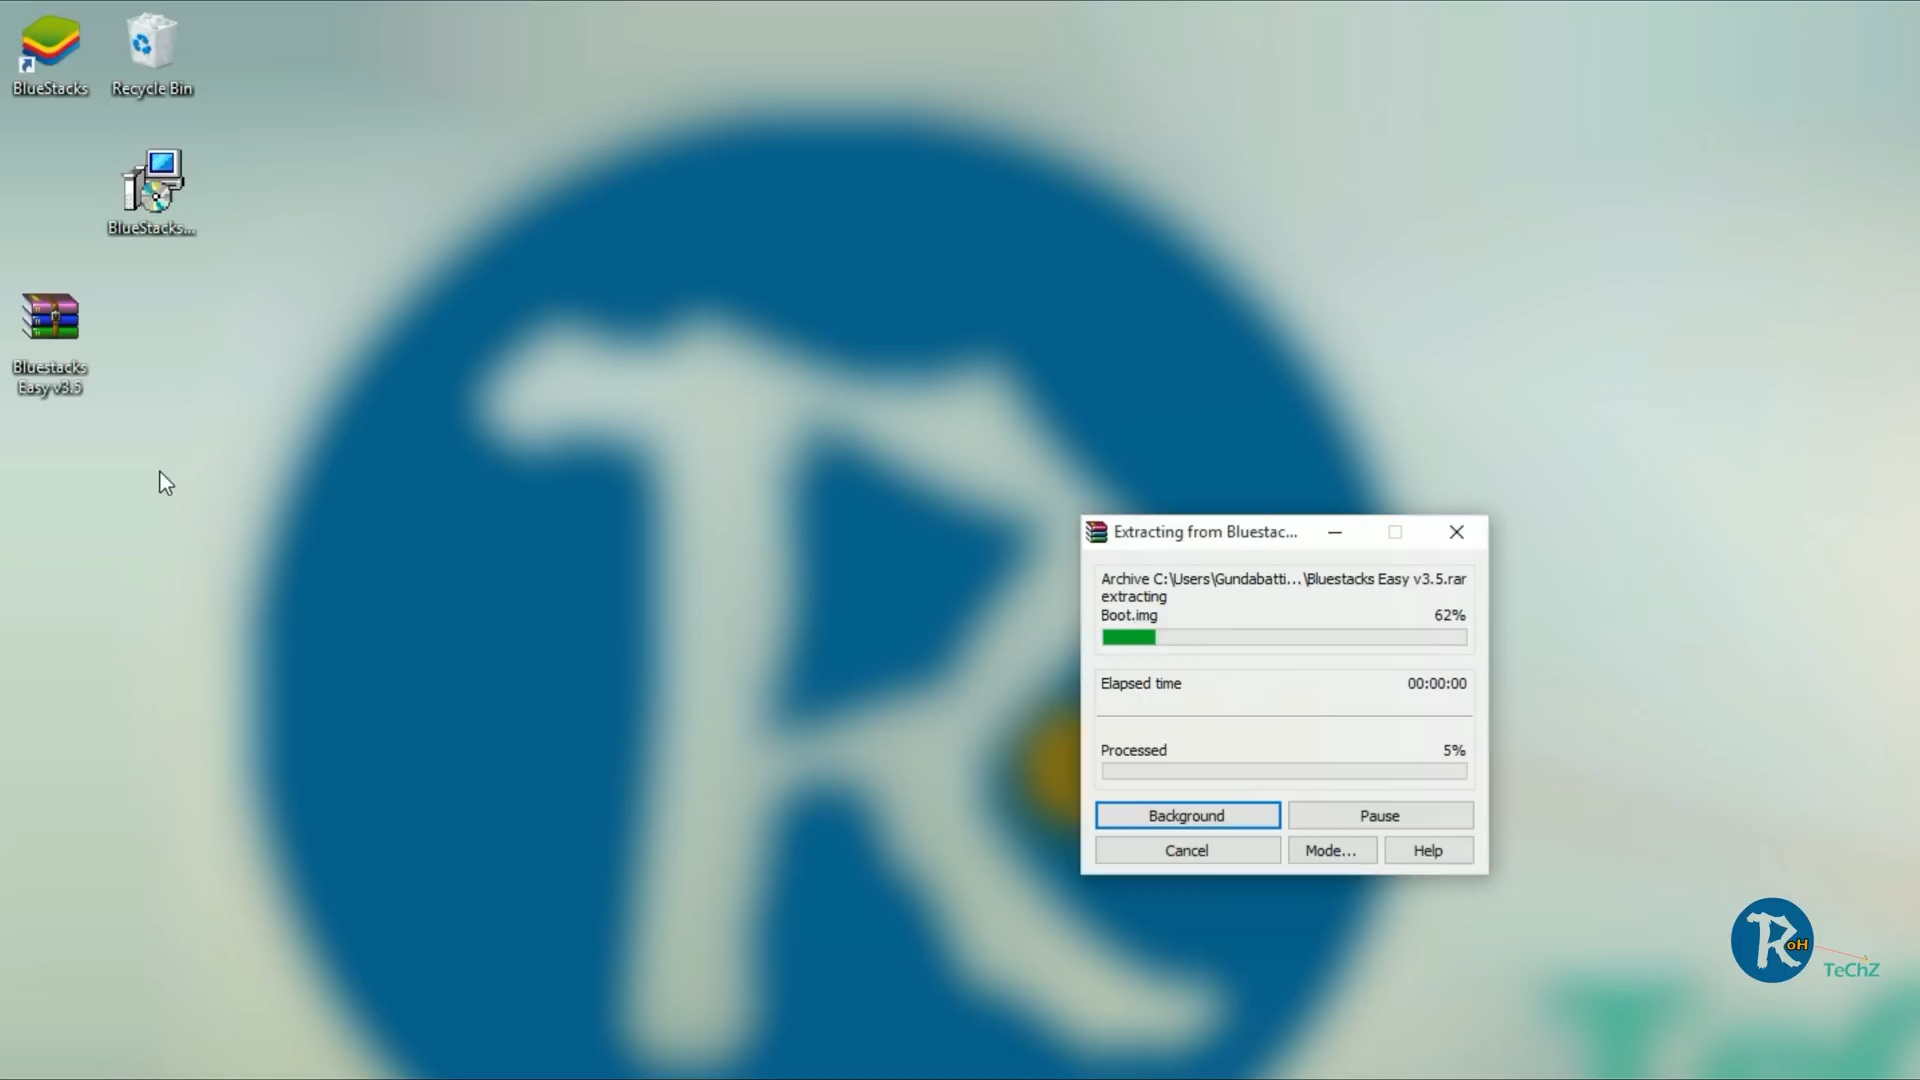 BlueStacks
Recycle Bin
BlueStacks...
Bluestacks
Easy v3.5
Extracting from Bluestac...
Archive C:\Users\Gundabatti...\Bluestacks Easy v3.5.rar
extracting
Boot.img 62%
Elapsed time 00:00:00
Processed 5%
Background Pause
Cancel Mode... Help
R
RoH
TeChZ